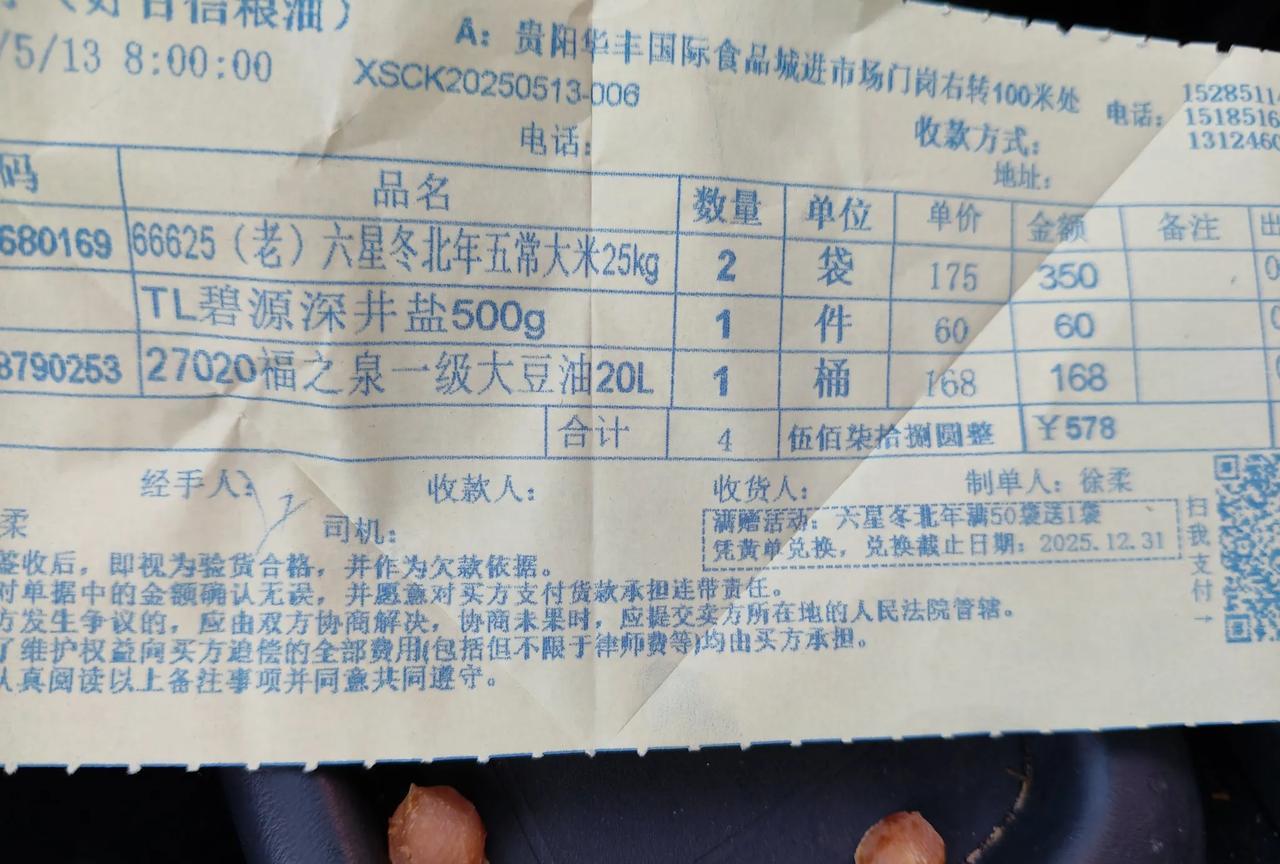 （好百信粮油）
/5/13 8:00:00
A: 贵阳华丰国际食品城进市场门岗右转100米处
XSCK20250513-006
电话: 1528511
1518516
1312460
收款方式:
电话:
地址:
码 品名 数量 单位 单价 金额 备注
680169 66625（老）六星冬北年五常大米25kg 2 袋 175 350
TL碧源深井盐500g 1 件 60 60
8790253 27020福之泉一级大豆油20L 1 桶 168 168
合计 4 伍佰柒拾捌圆整 ￥578
经手人: 收款人: 收货人: 制单人: 徐柔
柔 司机:
满赠活动: 六星冬北年满50袋送1袋
凭黄单兑换，兑换截止日期: 2025.12.31
扫我支付→
签收后，即视为验货合格，并作为欠款依据。
对单据中的金额确认无误，并愿意对买方支付货款承担连带责任。
方发生争议的，应由双方协商解决，协商未果时，应提交卖方所在地的人民法院管辖。
了维护权益向买方追偿的全部费用(包括但不限于律师费等)均由买方承担。
认真阅读以上备注事项并同意共同遵守。